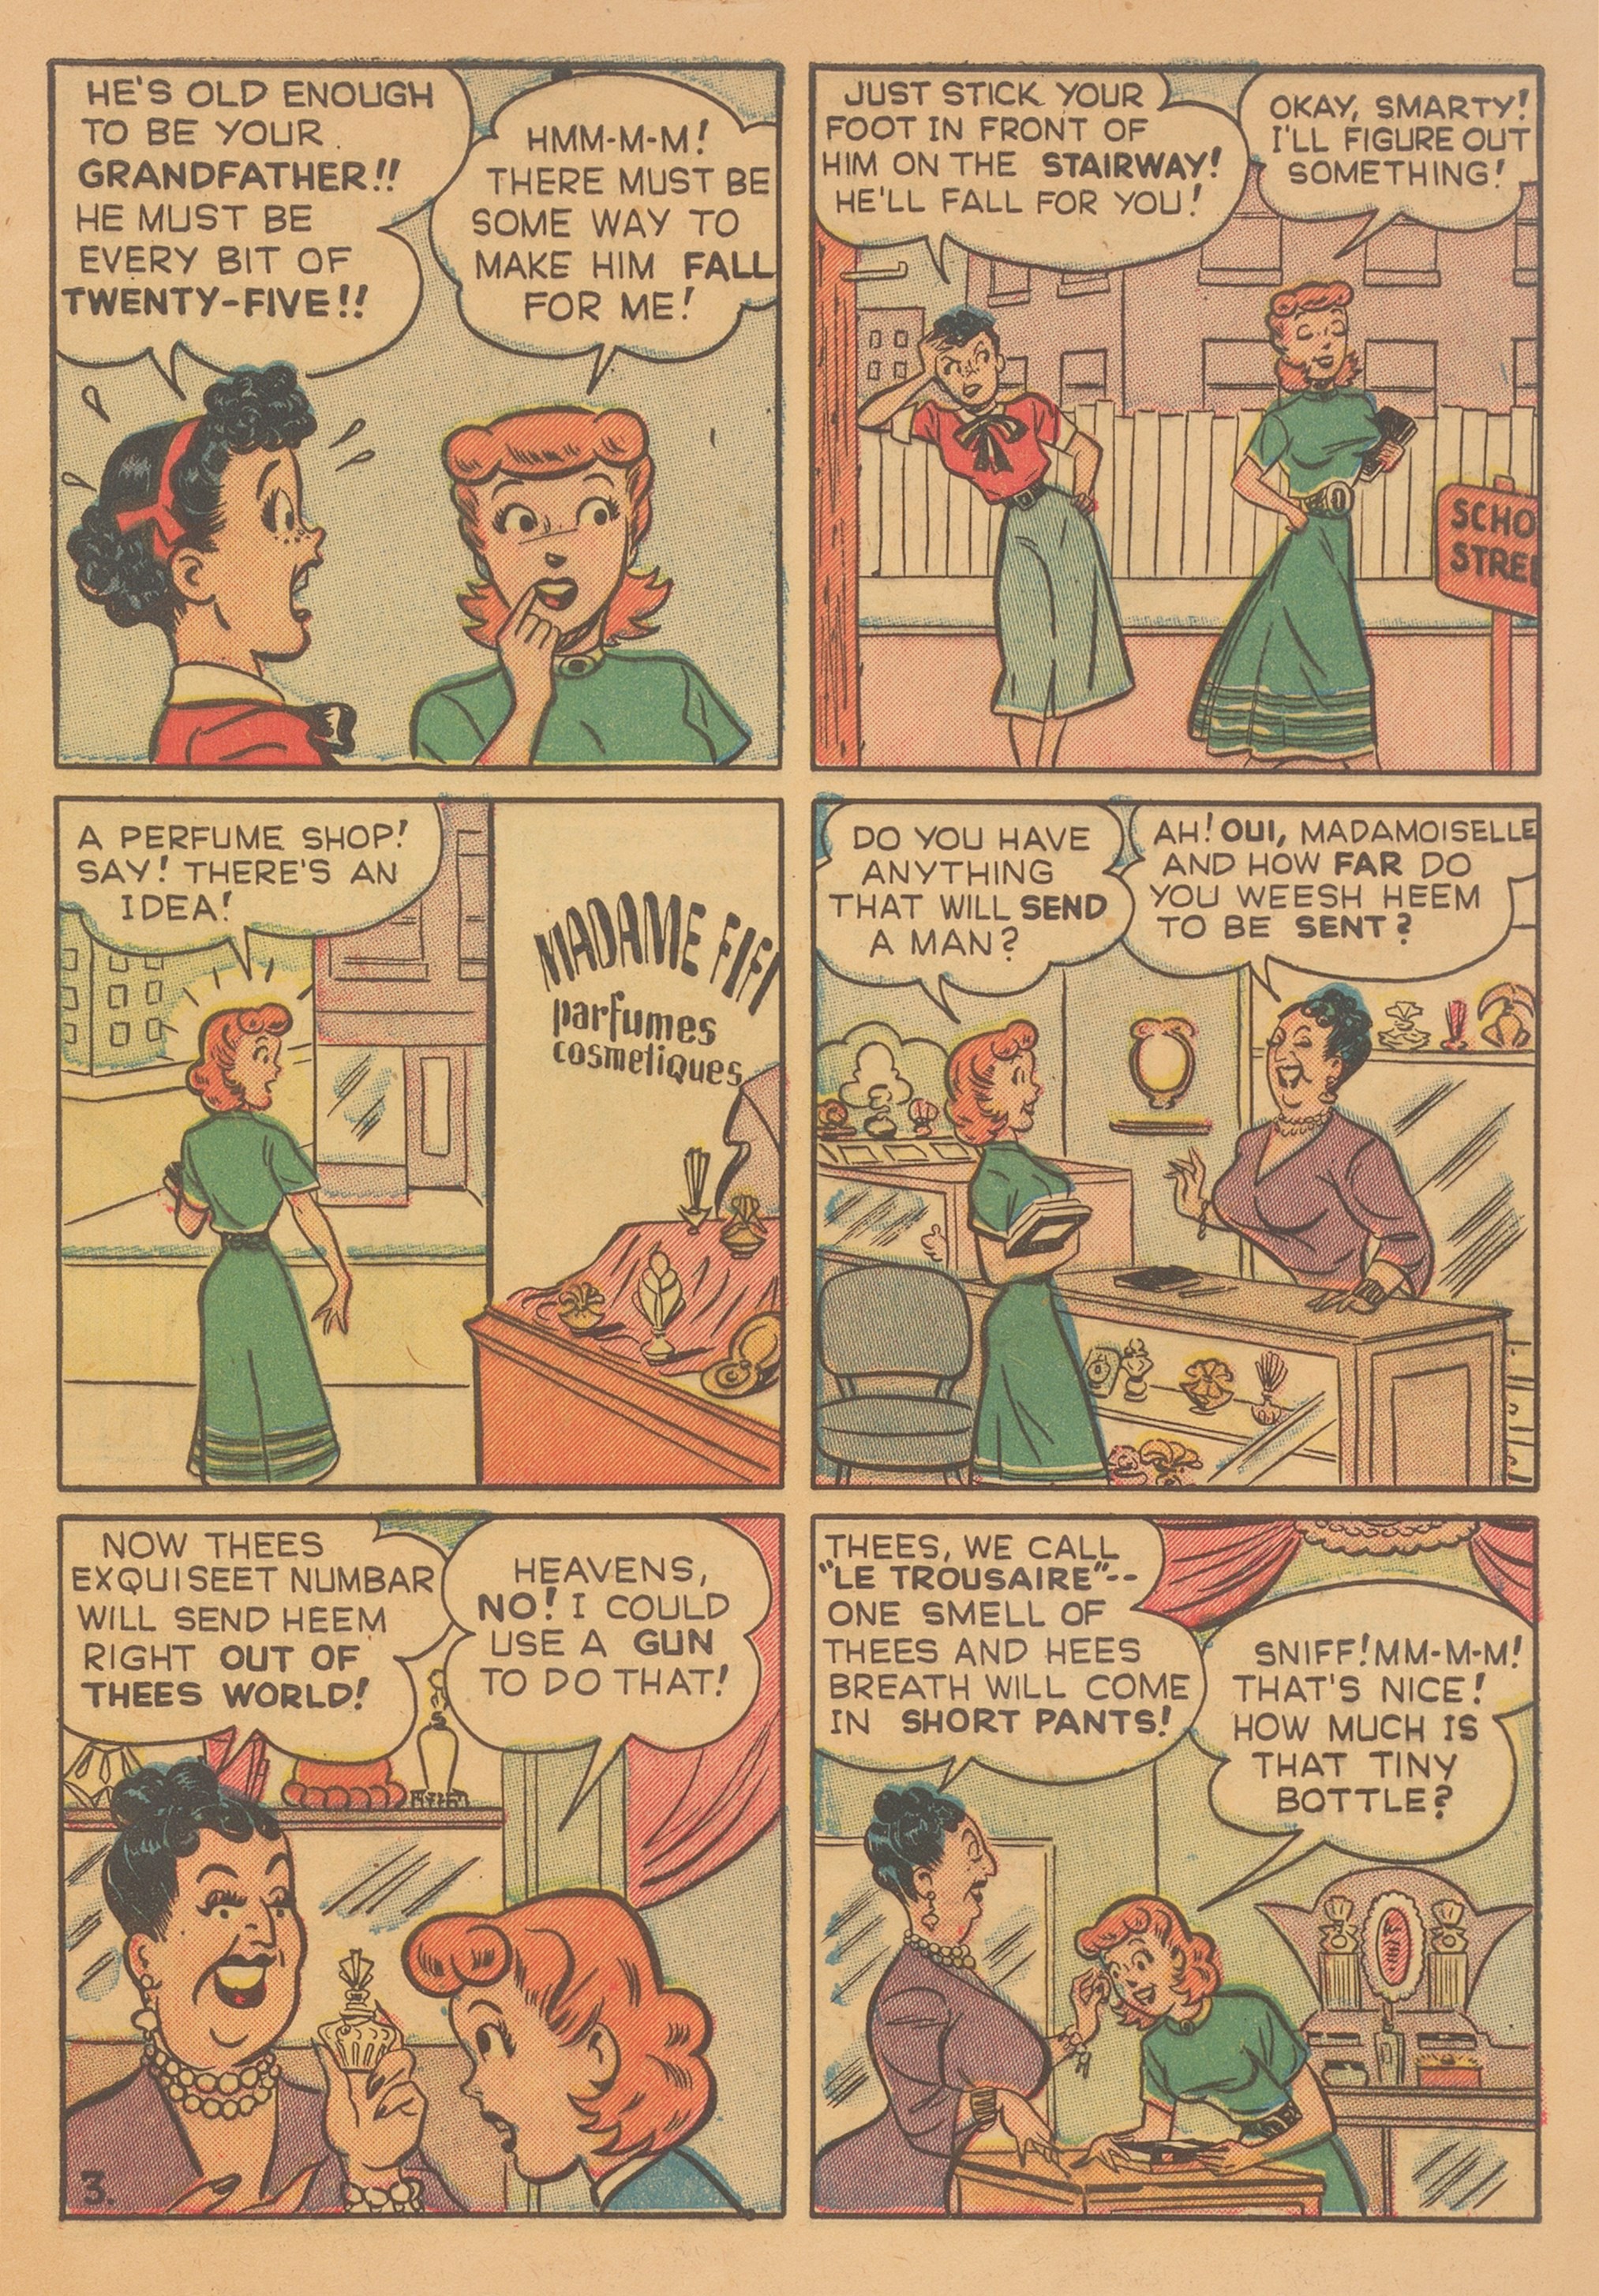 HE'S OLD ENOUGH
TO BE YOUR
GRANDFATHER!!
HE MUST BE
EVERY BIT OF
TWENTY-FIVE!!
HMM-M-M!
THERE MUST BE
SOME WAY TO
MAKE HIM FALL
FOR ME!
JUST STICK YOUR
FOOT IN FRONT OF
HIM ON THE STAIRWAY!
HE'LL FALL FOR YOU!
OKAY, SMARTY!
I'LL FIGURE OUT
SOMETHING!
SCHO
STREE
A PERFUME SHOP!
SAY! THERE'S AN
IDEA!
MADAME FIFI
parfumes
cosmetiques
DO YOU HAVE
ANYTHING
THAT WILL SEND
A MAN?
AH! OUI, MADAMOISELLE
AND HOW FAR DO
YOU WEESH HEEM
TO BE SENT?
NOW THEES
EXQUISEET NUMBAR
WILL SEND HEEM
RIGHT OUT OF
THEES WORLD!
HEAVENS,
NO! I COULD
USE A GUN
TO DO THAT!
3.
THEES, WE CALL
"LE TROUSAIRE"--
ONE SMELL OF
THEES AND HEES
BREATH WILL COME
IN SHORT PANTS!
SNIFF! MM-M-M!
THAT'S NICE!
HOW MUCH IS
THAT TINY
BOTTLE?